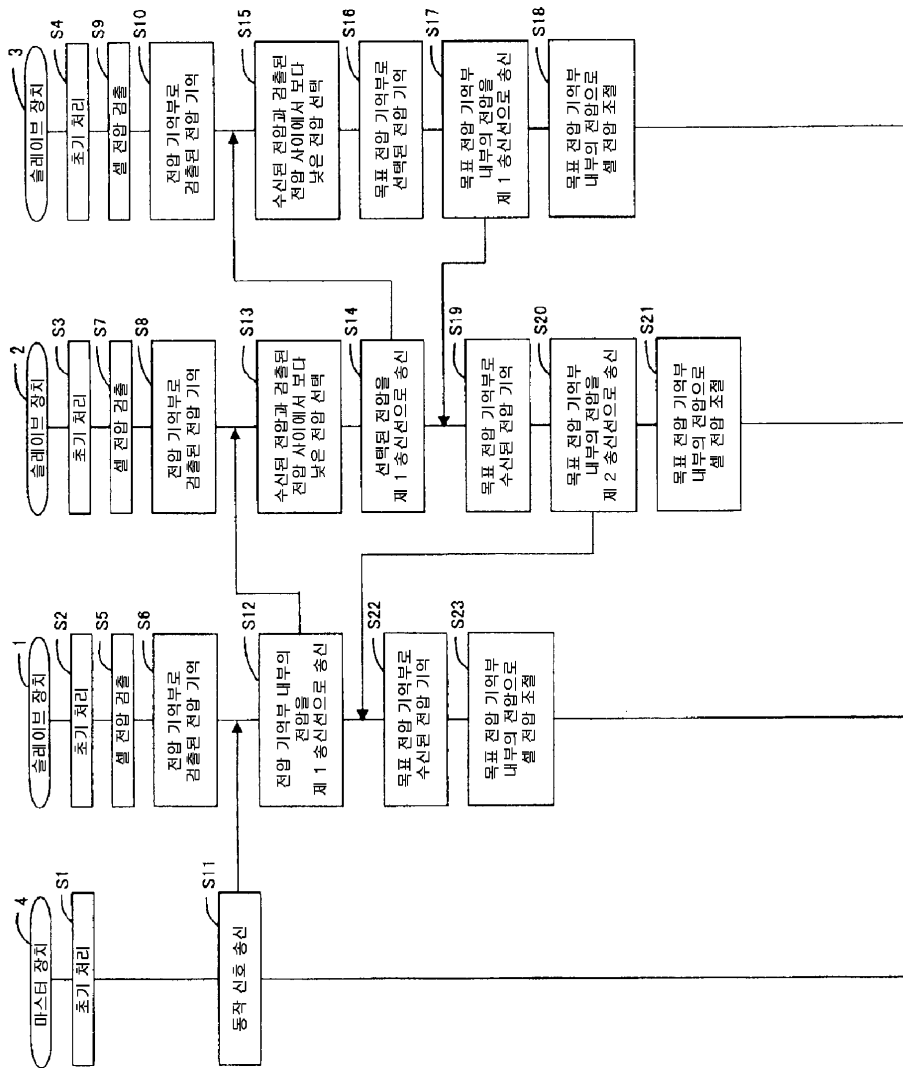 마스터 장치
4
초기 처리
S1
동작 신호 송신
S11
슬레이브 장치
1
초기 처리
S2
셀 전압 검출
S5
전압 기억부로
검출된 전압 기억
S6
전압 기억부 내부의
전압을
제 1 송신선으로 송신
S12
목표 전압 기억부로
수신된 전압 기억
S22
목표 전압 기억부
내부의 전압으로
셀 전압 조절
S23
슬레이브 장치
2
초기 처리
S3
셀 전압 검출
S7
전압 기억부로
검출된 전압 기억
S8
수신된 전압과 검출된
전압 사이에서 보다
낮은 전압 선택
S13
선택된 전압을
제 1 송신선으로 송신
S14
목표 전압 기억부로
수신된 전압 기억
S19
목표 전압 기억부
내부의 전압을
제 2 송신선으로 송신
S20
목표 전압 기억부
내부의 전압으로
셀 전압 조절
S21
슬레이브 장치
3
초기 처리
S4
셀 전압 검출
S9
전압 기억부로
검출된 전압 기억
S10
수신된 전압과 검출된
전압 사이에서 보다
낮은 전압 선택
S15
목표 전압 기억부로
선택된 전압 기억
S16
목표 전압 기억부
내부의 전압을
제 1 송신선으로 송신
S17
목표 전압 기억부
내부의 전압으로
셀 전압 조절
S18